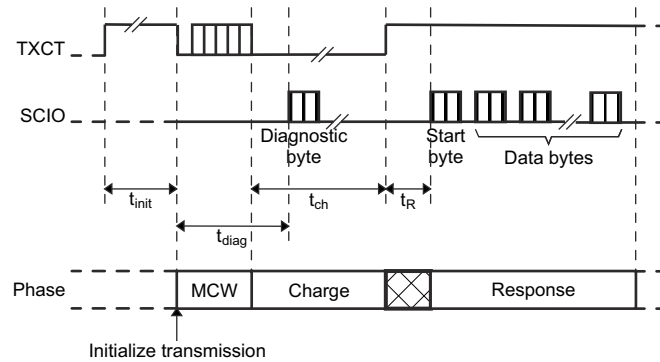 TXCT
SCIO
Diagnostic
byte
Start
byte
Data bytes
tinit
tch
tR
tdiag
Phase
MCW
Charge
Response
Initialize transmission